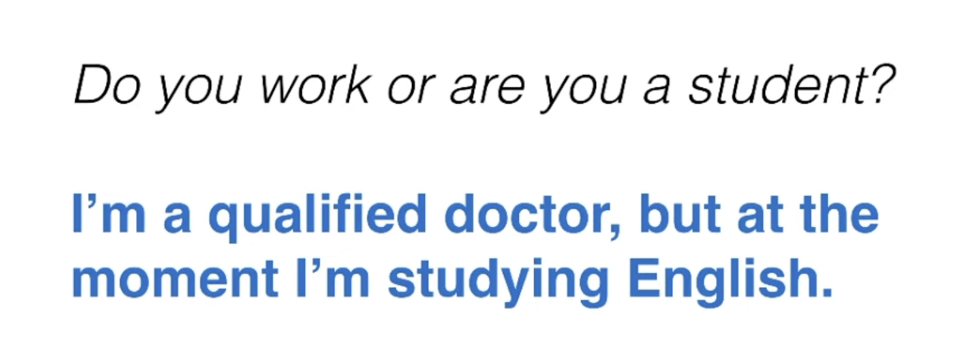 Do you work or are you a student?
I’m a qualified doctor, but at the
moment I’m studying English.